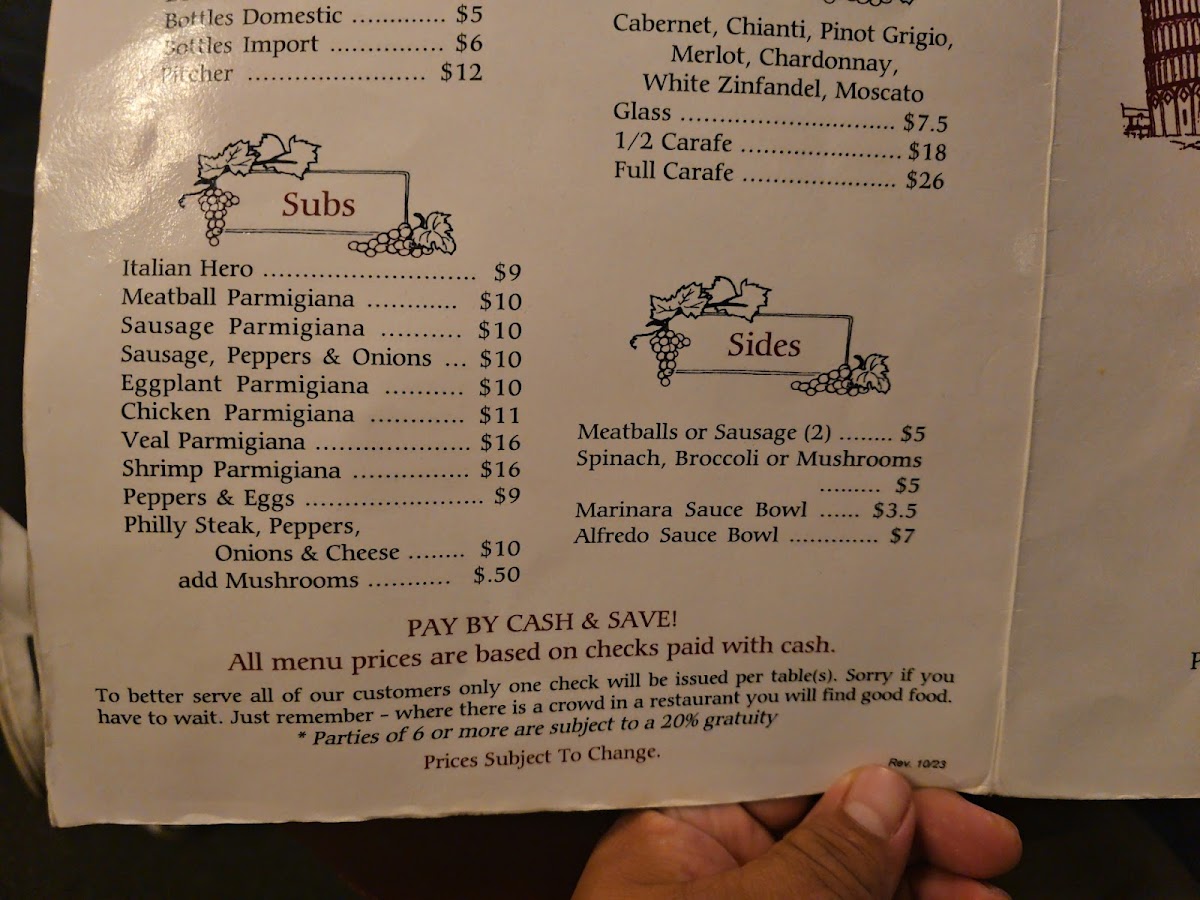 Bottles Domestic ............ $5
Bottles Import ............... $6
Pitcher ....................... $12
Subs
Italian Hero ........................... $9
Meatball Parmigiana ............ $10
Sausage Parmigiana .......... $10
Sausage, Peppers & Onions ... $10
Eggplant Parmigiana .......... $10
Chicken Parmigiana ............ $11
Veal Parmigiana .................... $16
Shrimp Parmigiana ............... $16
Peppers & Eggs ....................... $9
Philly Steak, Peppers,
Onions & Cheese ........ $10
add Mushrooms ........... $.50
Cabernet, Chianti, Pinot Grigio,
Merlot, Chardonnay,
White Zinfandel, Moscato
Glass ............................ $7.5
1/2 Carafe ..................... $18
Full Carafe .................... $26
Sides
Meatballs or Sausage (2) ........ $5
Spinach, Broccoli or Mushrooms
......... $5
Marinara Sauce Bowl ...... $3.5
Alfredo Sauce Bowl ............. $7
PAY BY CASH & SAVE!
All menu prices are based on checks paid with cash.
To better serve all of our customers only one check will be issued per table(s). Sorry if you
have to wait. Just remember – where there is a crowd in a restaurant you will find good food.
* Parties of 6 or more are subject to a 20% gratuity
Prices Subject To Change.
Rev. 10/23